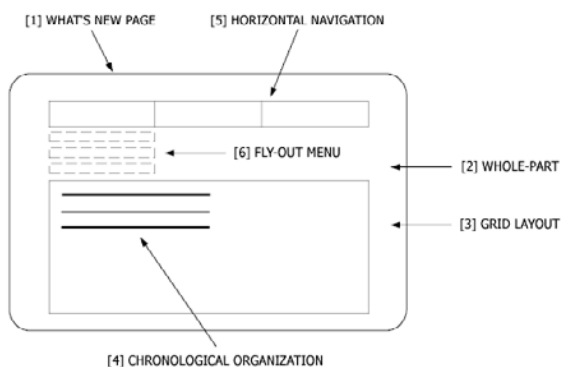 [1] WHAT'S NEW PAGE
[5] HORIZONTAL NAVIGATION
[6] FLY-OUT MENU
[2] WHOLE-PART
[3] GRID LAYOUT
[4] CHRONOLOGICAL ORGANIZATION